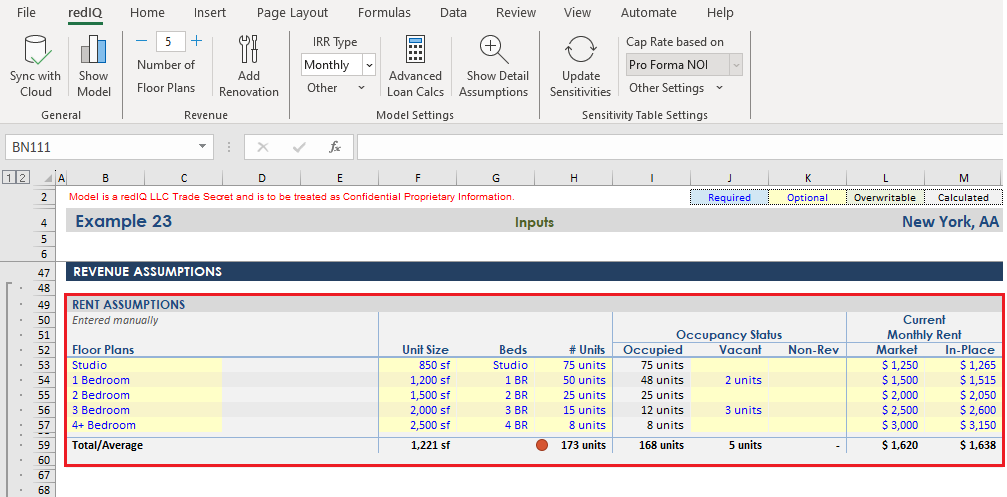 File redIQ Home Insert Page Layout Formulas Data Review View Automate Help
5
IRR Type
Cap Rate based on
Number of
Monthly
Pro Forma NOI
Sync with Cloud
Show Model
Floor Plans
Add Renovation
Other
Advanced Loan Calcs
Show Detail Assumptions
Update Sensitivities
Other Settings
General Revenue Model Settings Sensitivity Table Settings
BN111 fx
1 2 A B C D E F G H I J K L M
2 Model is a redIQ LLC Trade Secret and is to be treated as Confidential Proprietary Information. Required Optional Overwritable Calculated
4 Example 23 Inputs New York, AA
5
6
47 REVENUE ASSUMPTIONS
48
49 RENT ASSUMPTIONS
50 Entered manually Current
51 Occupancy Status Monthly Rent
52 Floor Plans Unit Size Beds # Units Occupied Vacant Non-Rev Market In-Place
53 Studio 850 sf Studio 75 units 75 units $ 1,250 $ 1,265
54 1 Bedroom 1,200 sf 1 BR 50 units 48 units 2 units $ 1,500 $ 1,515
55 2 Bedroom 1,500 sf 2 BR 25 units 25 units $ 2,000 $ 2,050
56 3 Bedroom 2,000 sf 3 BR 15 units 12 units 3 units $ 2,500 $ 2,600
57 4+ Bedroom 2,500 sf 4 BR 8 units 8 units $ 3,000 $ 3,150
59 Total/Average 1,221 sf 173 units 168 units 5 units - $ 1,620 $ 1,638
60
67
68